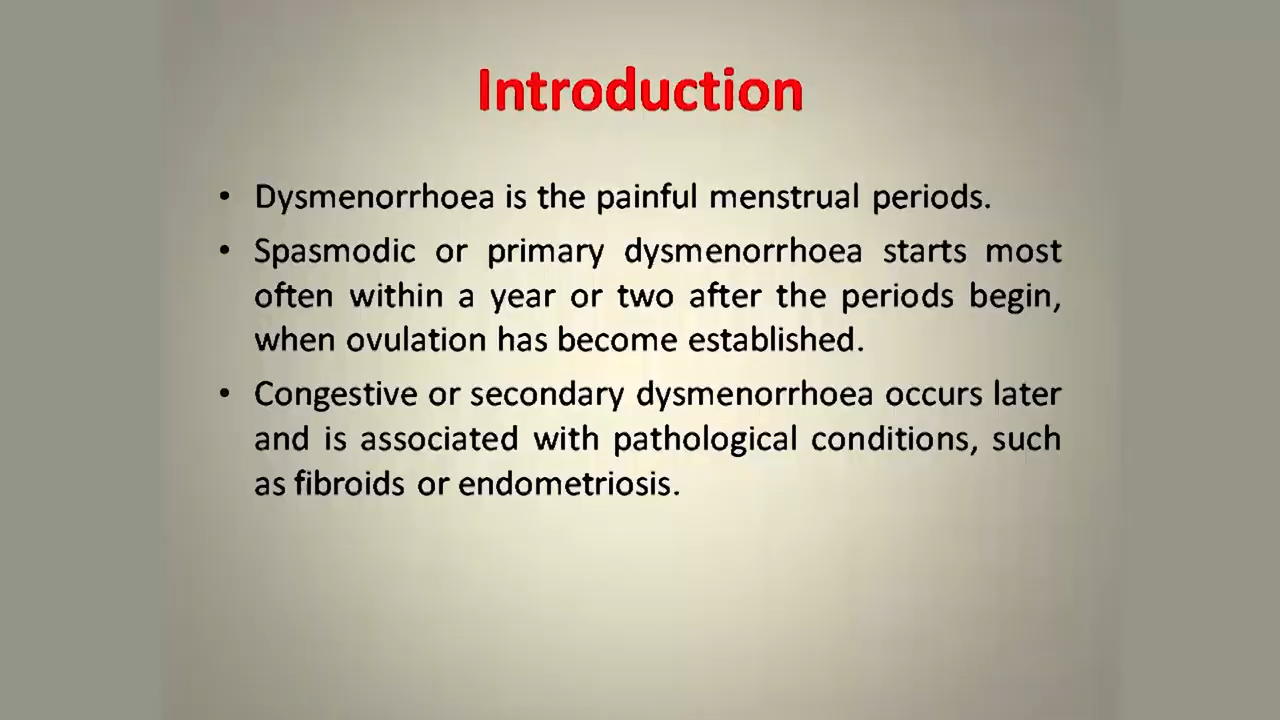 Introduction
• Dysmenorrhoea is the painful menstrual periods.
• Spasmodic or primary dysmenorrhoea starts most
often within a year or two after the periods begin,
when ovulation has become established.
• Congestive or secondary dysmenorrhoea occurs later
and is associated with pathological conditions, such
as fibroids or endometriosis.